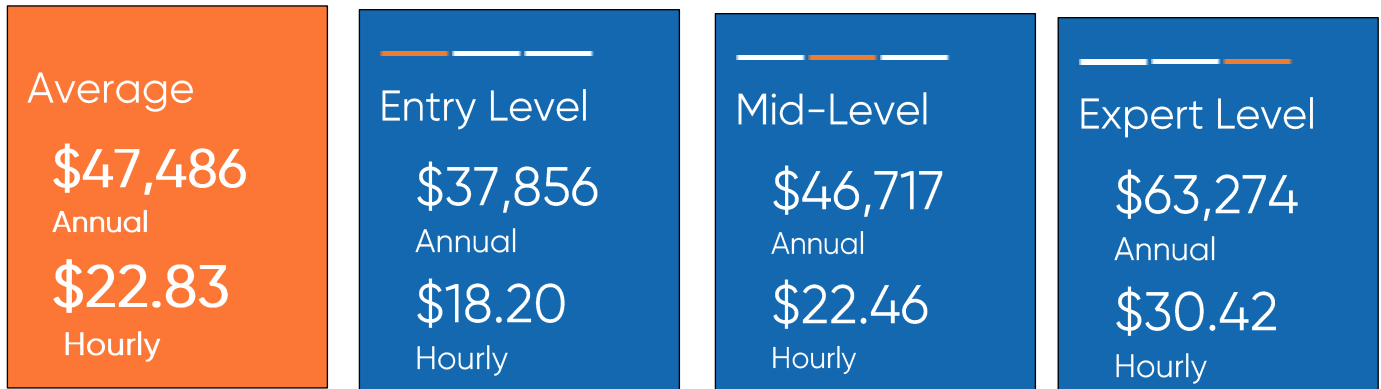 Average
$47,486
Annual
$22.83
Hourly
Entry Level
$37,856
Annual
$18.20
Hourly
Mid-Level
$46,717
Annual
$22.46
Hourly
Expert Level
$63,274
Annual
$30.42
Hourly